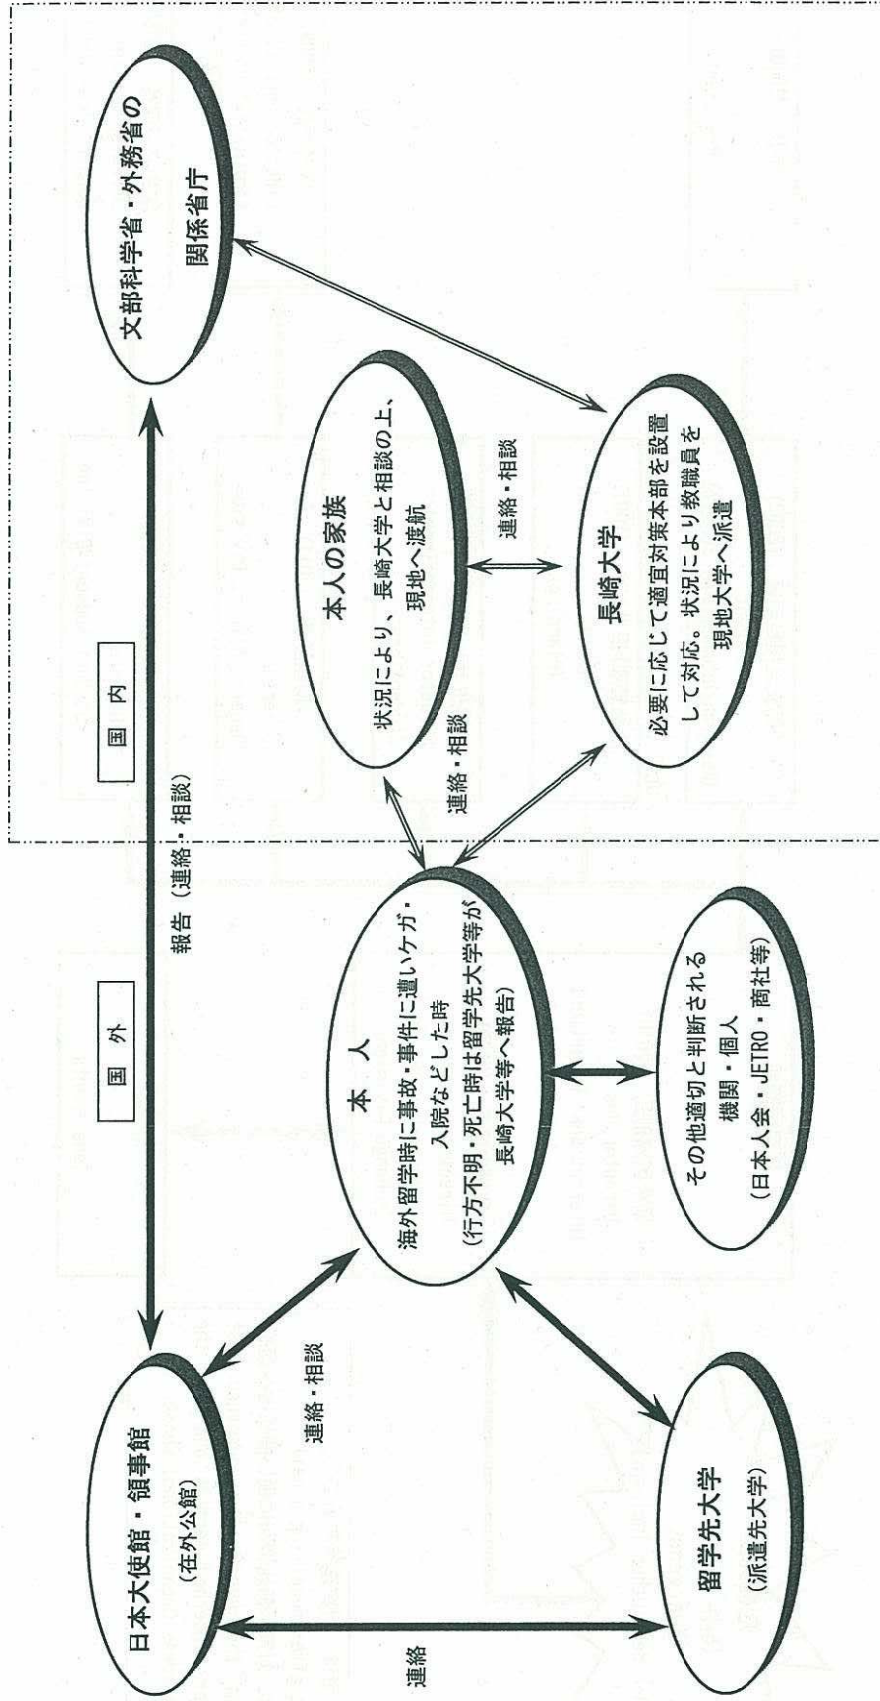 国外
国内
報告(連絡・相談)
日本大使館・領事館
(在外公館)
文部科学省・外務省の
関係省庁
連絡・相談
本人
海外留学時に事故・事件に遭いケガ・
入院などした時
(行方不明・死亡時は留学先大学等が
長崎大学等へ報告)
連絡・相談
本人の家族
状況により、長崎大学と相談の上、
現地へ渡航
連絡・相談
長崎大学
必要に応じて適宜対策本部を設置
して対応。状況により教職員を
現地大学へ派遣
連絡
留学先大学
(派遣先大学)
その他適切と判断される
機関・個人
(日本人会・JETRO・商社等)